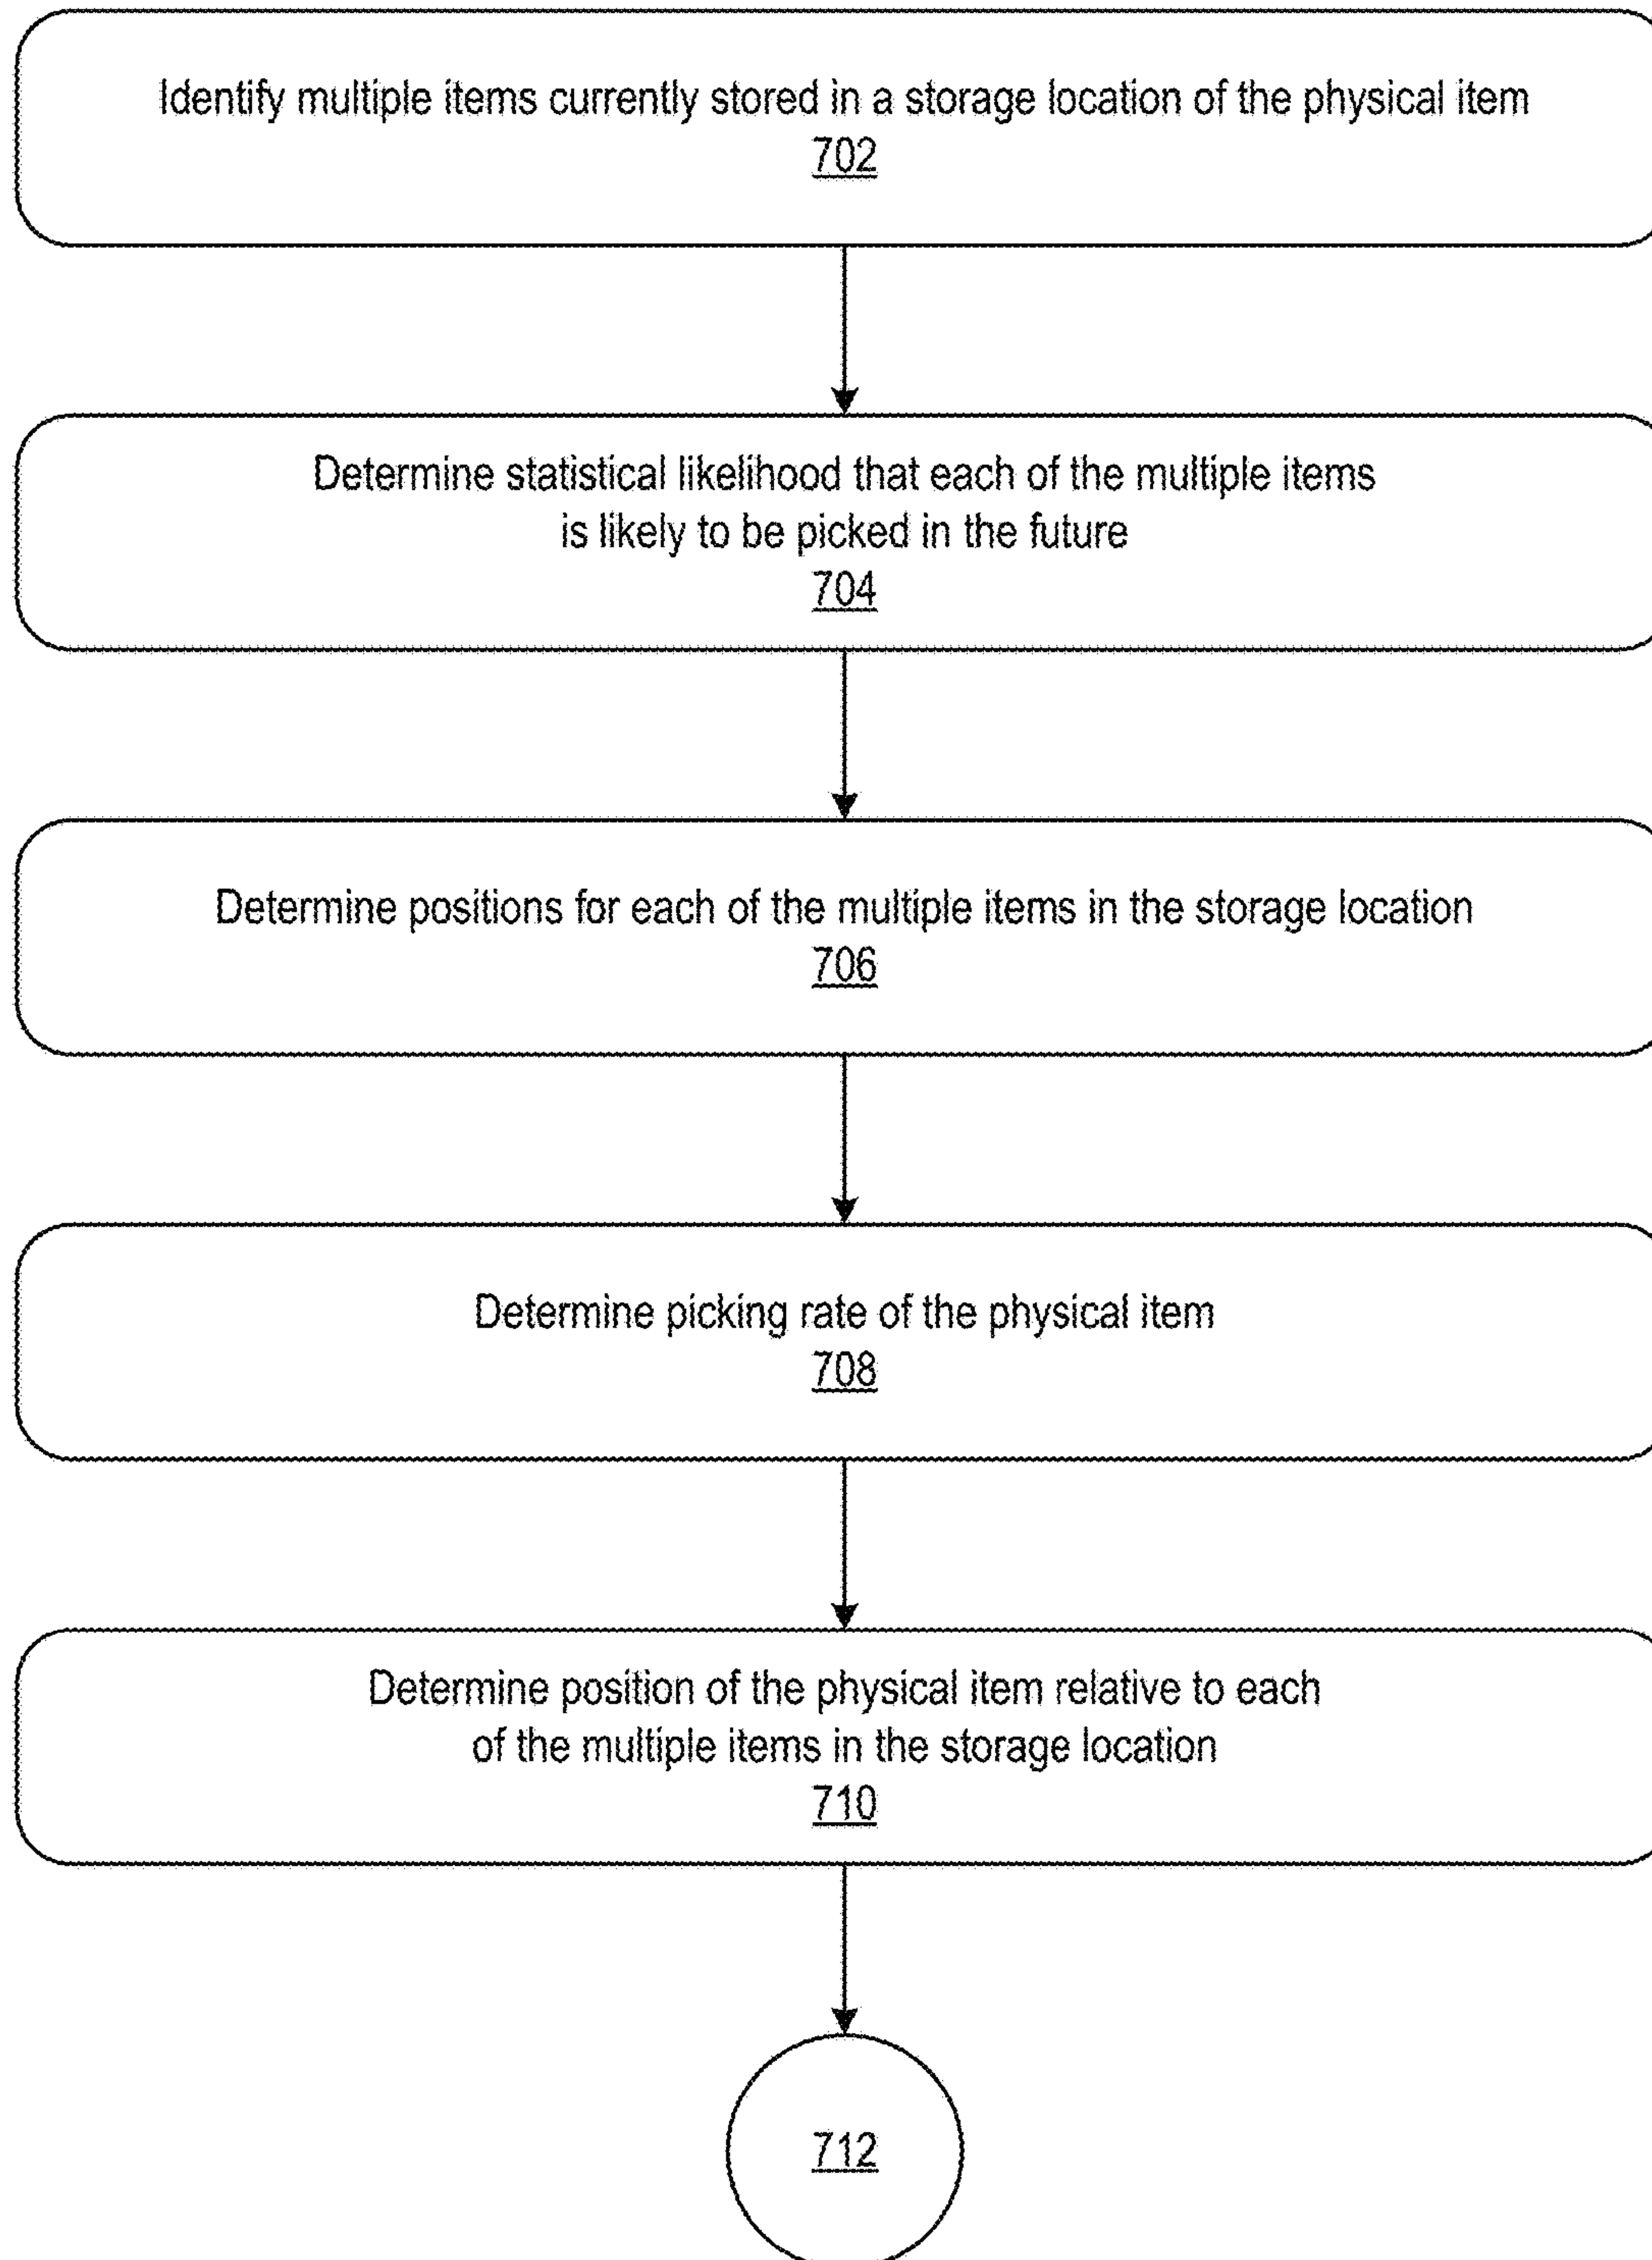 Identify multiple items currently stored in a storage location of the physical item
702
Determine statistical likelihood that each of the multiple items
is likely to be picked in the future
704
Determine positions for each of the multiple items in the storage location
706
Determine picking rate of the physical item
708
Determine position of the physical item relative to each
of the multiple items in the storage location
710
712